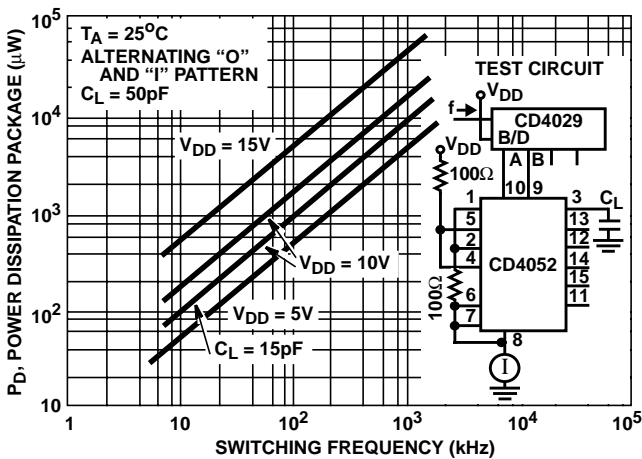 T_A = 25°C
ALTERNATING “O”
AND “I” PATTERN
C_L = 50pF
V_DD = 15V
V_DD = 10V
V_DD = 5V
C_L = 15pF
TEST CIRCUIT
V_DD
f
CD4029
B/D
A B
V_DD
100Ω
10 9
1
5
2
4
6
7
8
3
13
12
14
15
11
C_L
CD4052
100Ω
I
P_D, POWER DISSIPATION PACKAGE (μW)
10^5
10^4
10^3
10^2
10
1 10 10^2 10^3 10^4 10^5
SWITCHING FREQUENCY (kHz)